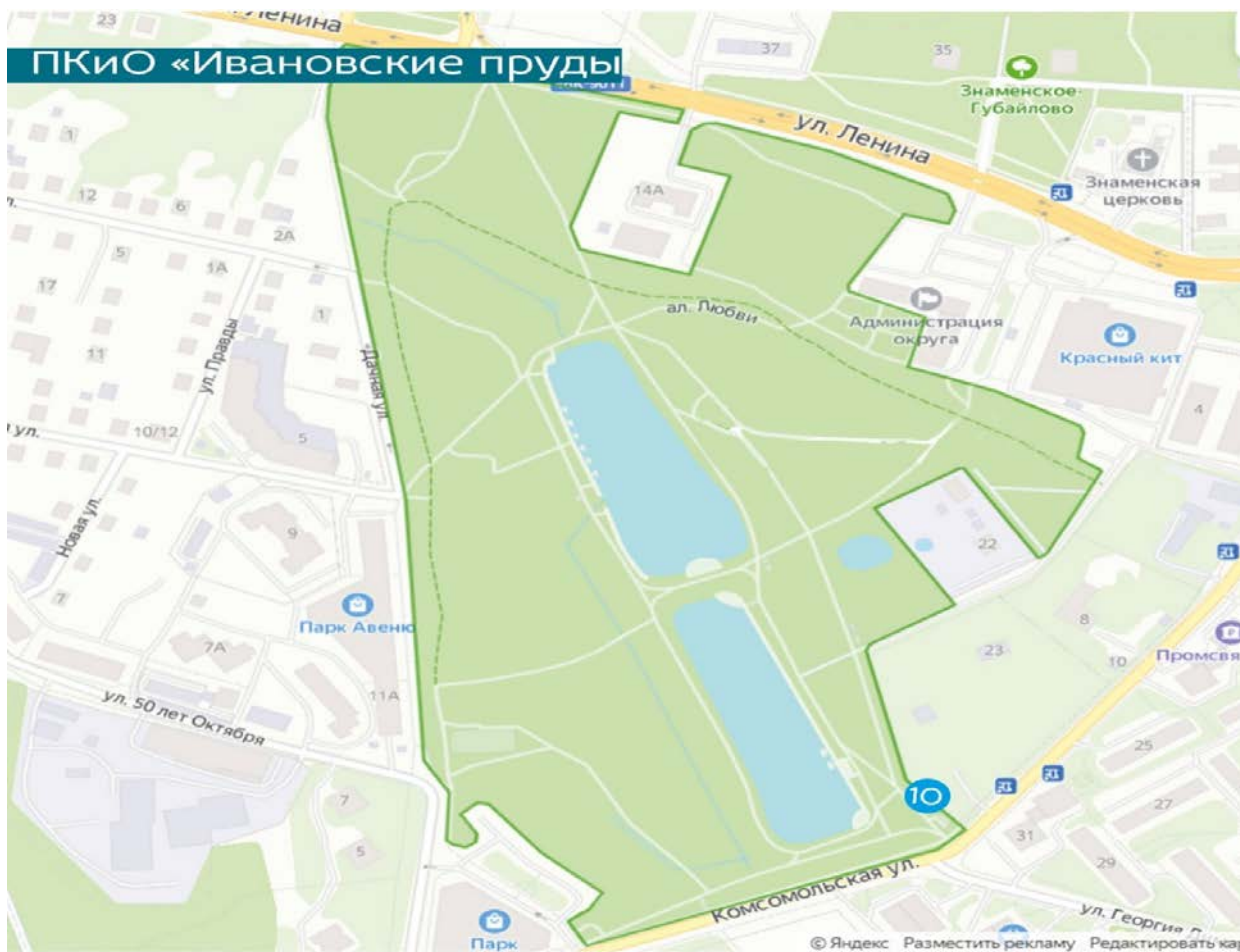 23
Ленина
ПКиО «Ивановские пруды
37
35
Знаменское-
Губайлово
ул. Ленина
1
Знаменская
церковь
14А
12
6
2А
5
1А
17
1
ал. Любви
Администрация
округа
Красный кит
11
ул. Правды
Дачная ул.
4
ул.
10/12
5
Новая ул.
9
22
7
Парк Авеню
8
7А
23
10
Промсвя
11А
ул. 50 лет Октября
25
10
27
7
31
5
29
Комсомольская ул.
ул. Георгия
Парк
© Яндекс Разместить рекламу Редактировать кар